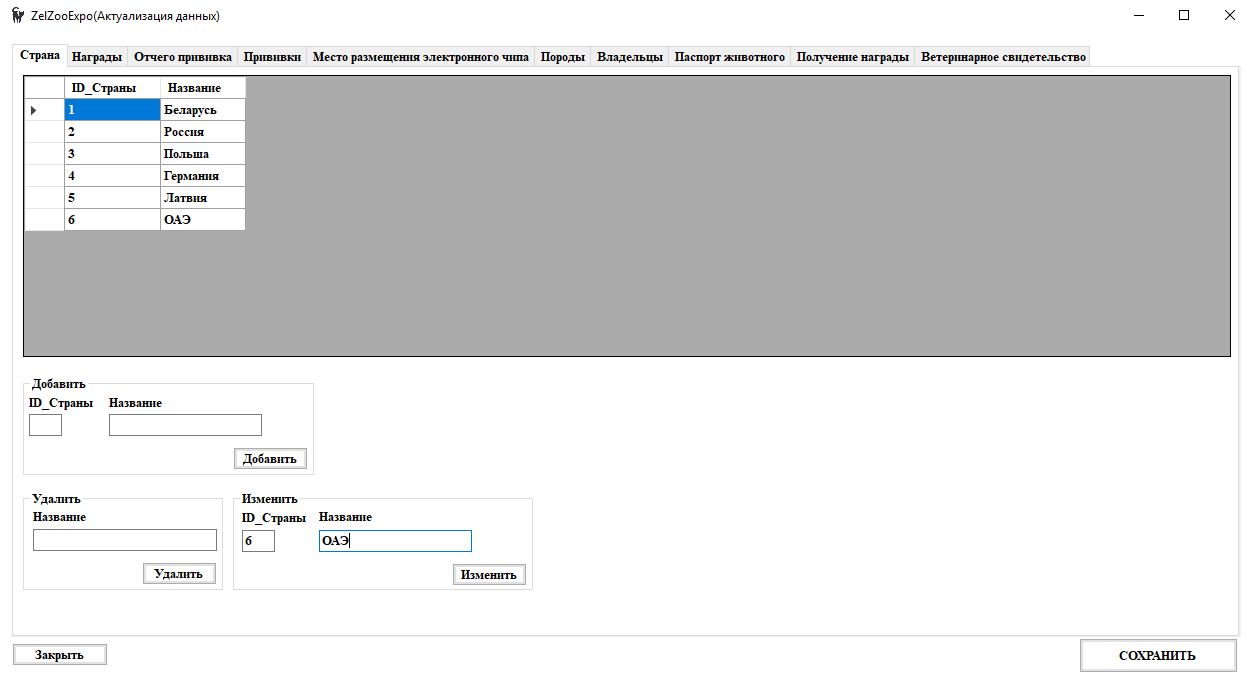 ZelZooExpo(Актуализация данных)
Страна Награды Отчего прививка Прививки Место размещения электронного чипа Породы Владельцы Паспорт животного Получение награды Ветеринарное свидетельство
ID_Страны Название
1 Беларусь
2 Россия
3 Польша
4 Германия
5 Латвия
6 ОАЭ
Добавить
ID_Страны Название
Добавить
Удалить Изменить
Название ID_Страны Название
6 ОАЭ
Удалить Изменить
Закрыть СОХРАНИТЬ